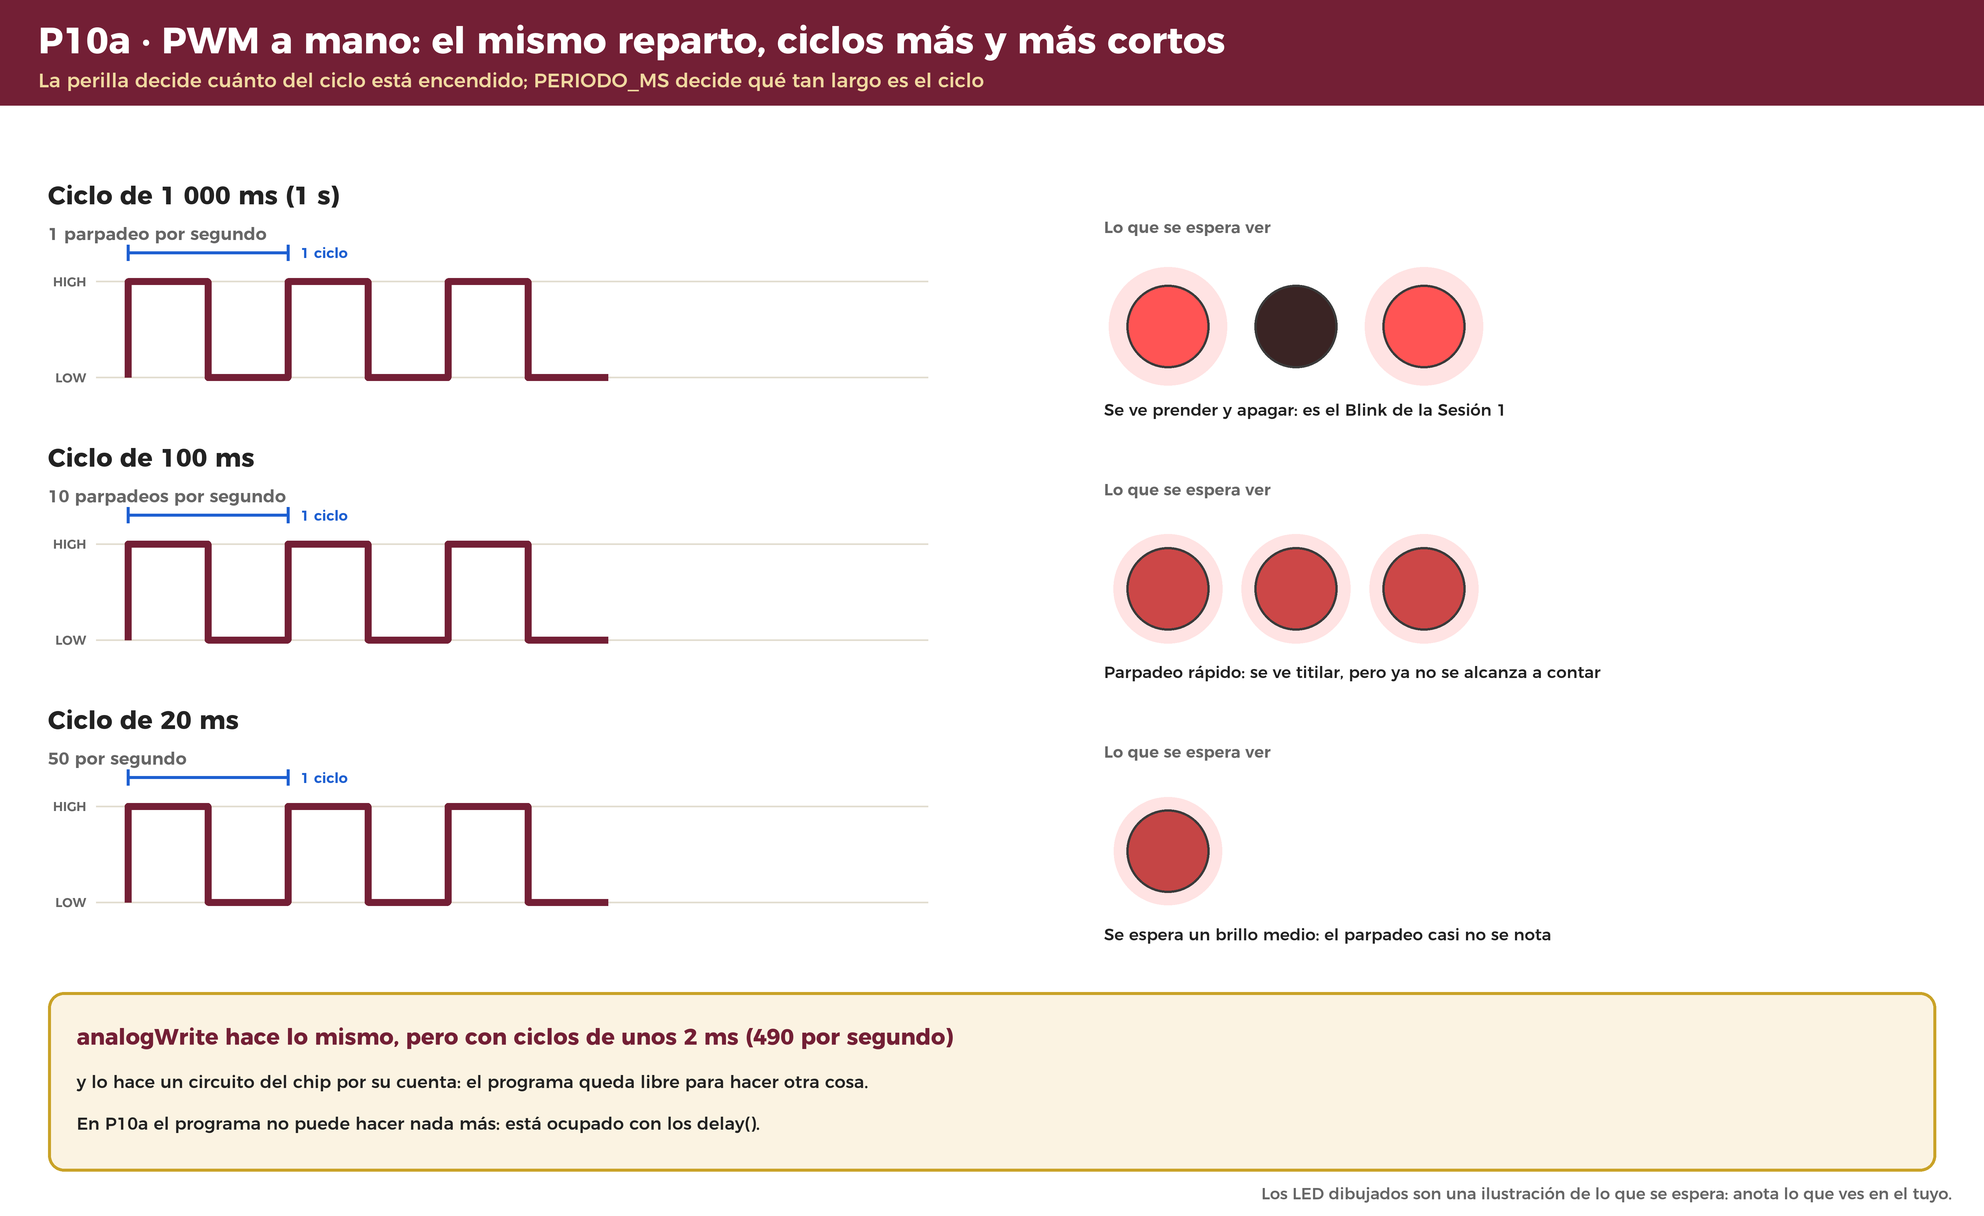 P10a · PWM a mano: el mismo reparto, ciclos más y más cortos
La perilla decide cuánto del ciclo está encendido; PERIODO_MS decide qué tan largo es el ciclo
Ciclo de 1 000 ms (1 s)
1 parpadeo por segundo
1 ciclo
HIGH
LOW
Lo que se espera ver
Se ve prender y apagar: es el Blink de la Sesión 1
Ciclo de 100 ms
10 parpadeos por segundo
1 ciclo
HIGH
LOW
Lo que se espera ver
Parpadeo rápido: se ve titilar, pero ya no se alcanza a contar
Ciclo de 20 ms
50 por segundo
1 ciclo
HIGH
LOW
Lo que se espera ver
Se espera un brillo medio: el parpadeo casi no se nota
analogWrite hace lo mismo, pero con ciclos de unos 2 ms (490 por segundo)
y lo hace un circuito del chip por su cuenta: el programa queda libre para hacer otra cosa.
En P10a el programa no puede hacer nada más: está ocupado con los delay().
Los LED dibujados son una ilustración de lo que se espera: anota lo que ves en el tuyo.